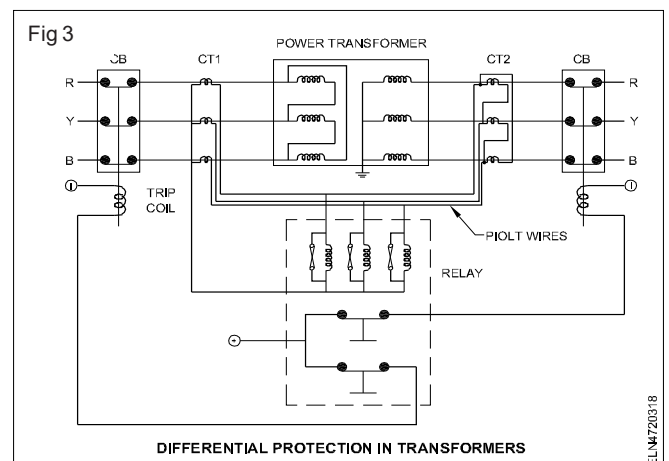 Fig 3
POWER TRANSFORMER
CB
CT1
CT2
CB
R
R
Y
Y
B
B
TRIP
COIL
PIOLT WIRES
RELAY
DIFFERENTIAL PROTECTION IN TRANSFORMERS
ELN4720318